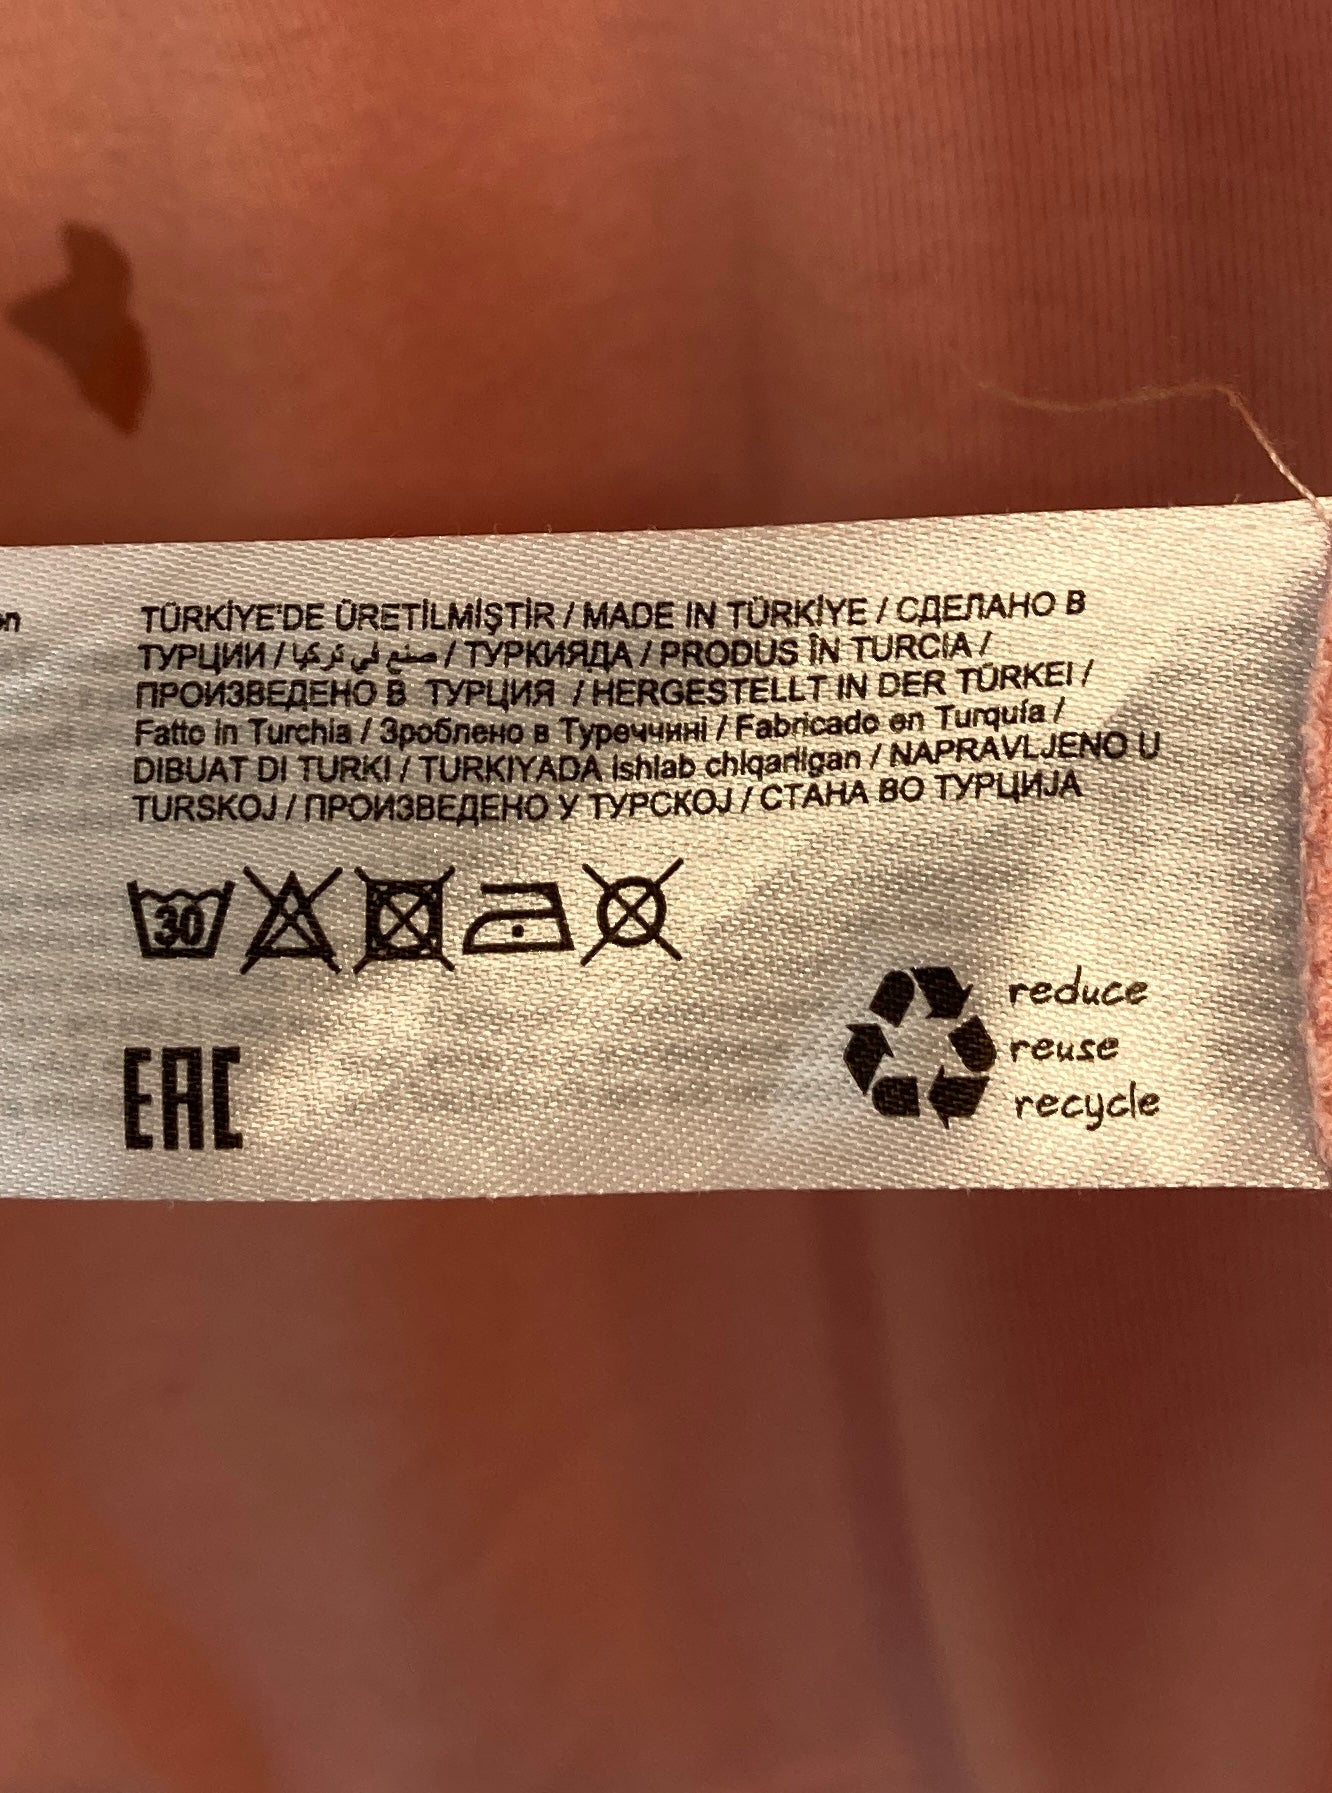 TÜRKİYE'DE ÜRETİLMİŞTİR / MADE IN TÜRKİYE / СДЕЛАНО В
ТУРЦИИ / صنع في تركيا / ТУРКИЯДА / PRODUS ÎN TURCIA /
ПРОИЗВЕДЕНО В ТУРЦИЯ / HERGESTELLT IN DER TÜRKEI /
Fatto in Turchia / Зроблено в Туреччині / Fabricado en Turquía /
DIBUAT DI TURKI / TURKIYADA ishlab chiqarilgan / NAPRAVLJENO U
TURSKOJ / ПРОИЗВЕДЕНО У ТУРСКОЈ / СТАНА ВО ТУРЦИЈА
30
reduce
reuse
recycle
EAC